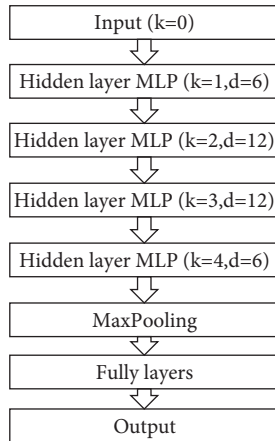 Input (k=0)
Hidden layer MLP (k=1,d=6)
Hidden layer MLP (k=2,d=12)
Hidden layer MLP (k=3,d=12)
Hidden layer MLP (k=4,d=6)
MaxPooling
Fully layers
Output